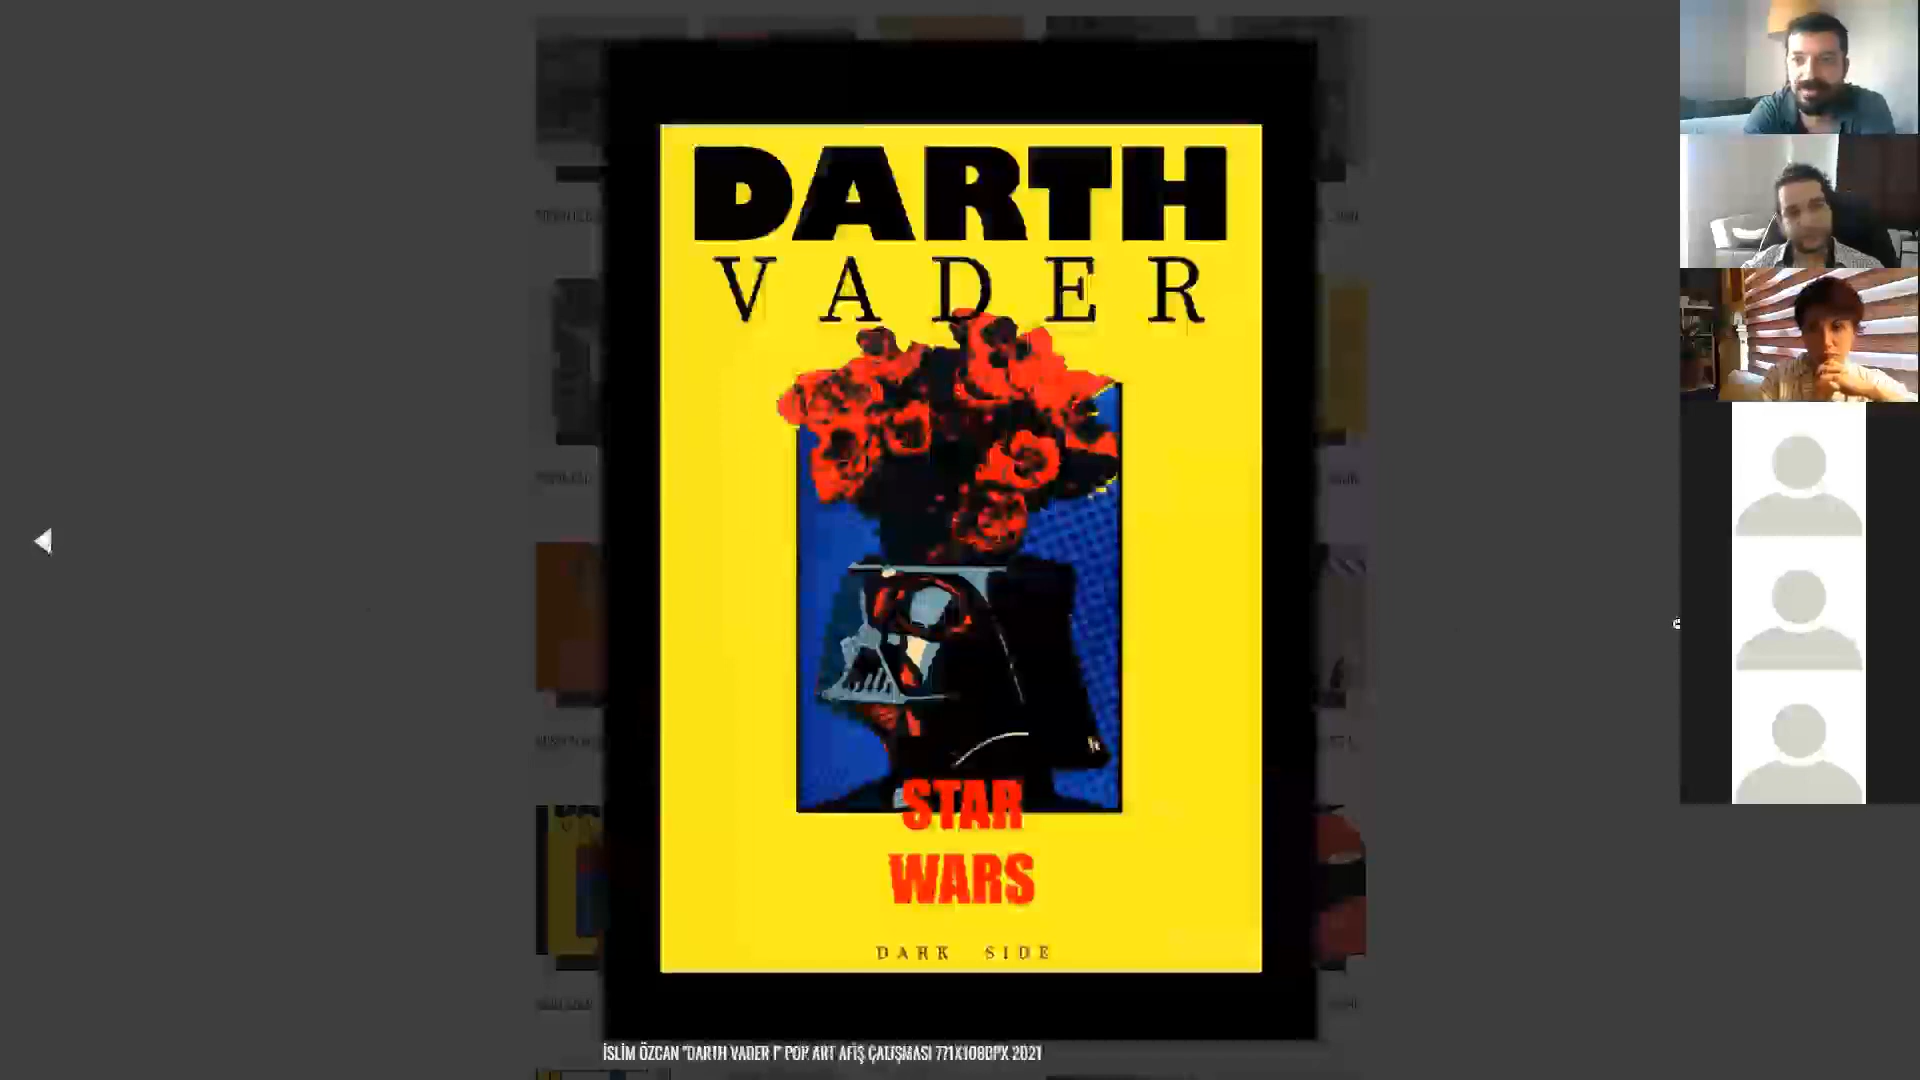 DARTH
VADER
STAR
WARS
DARK SIDE
İSLİM ÖZCAN "DARTH VADER I" POP ART AFİŞ ÇALIŞMASI 771X1080PX 2021